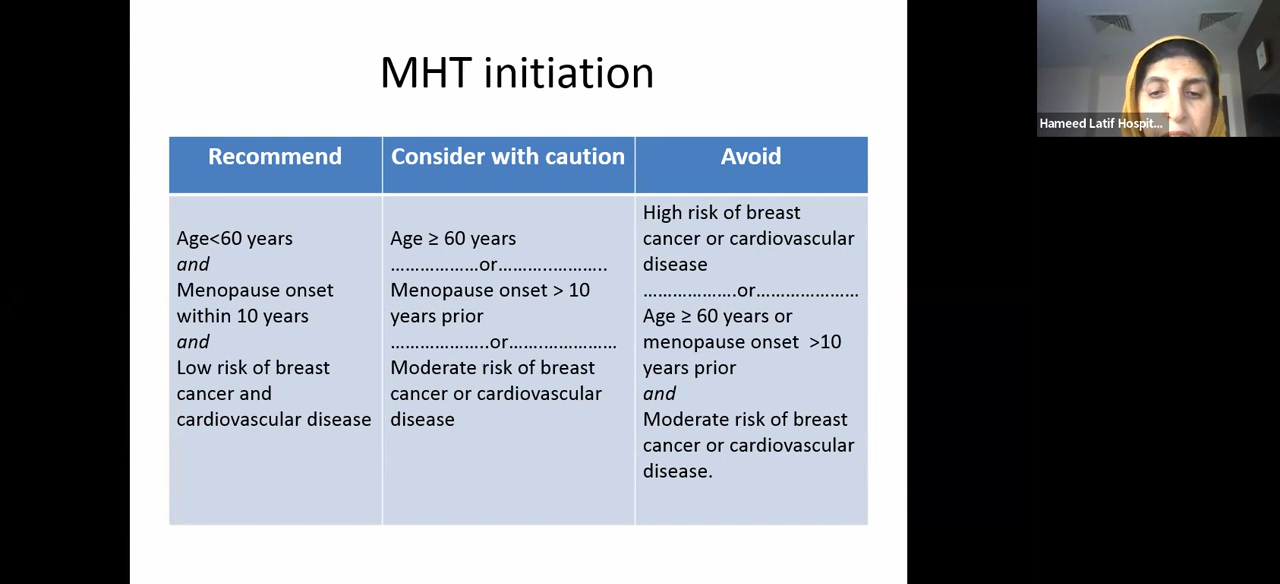 MHT initiation
Recommend
Consider with caution
Avoid
Age<60 years
and
Menopause onset
within 10 years
and
Low risk of breast
cancer and
cardiovascular disease
Age ≥ 60 years
………………or………..………..
Menopause onset > 10
years prior
………………..or…….……………
Moderate risk of breast
cancer or cardiovascular
disease
High risk of breast
cancer or cardiovascular
disease
……………….or…………………
Age ≥ 60 years or
menopause onset >10
years prior
and
Moderate risk of breast
cancer or cardiovascular
disease.
Hameed Latif Hospit...